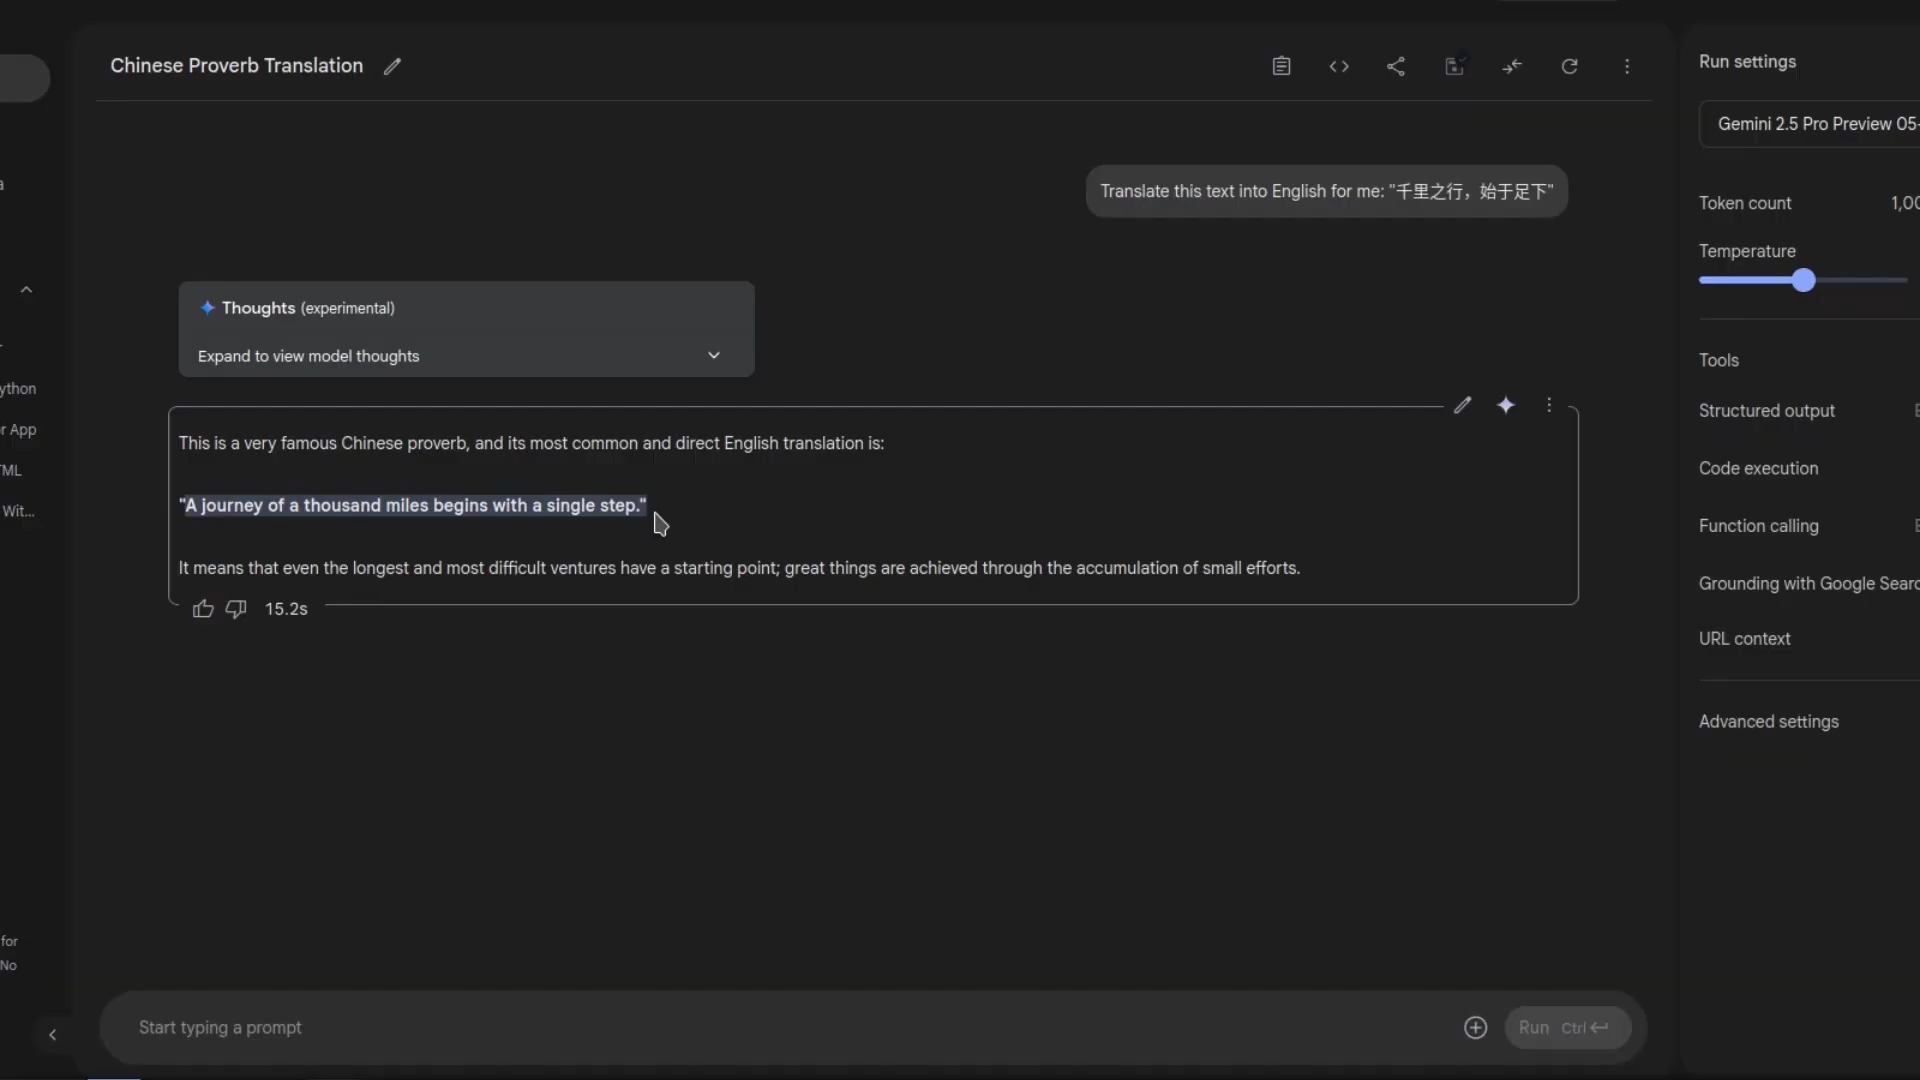 Chinese Proverb Translation
Translate this text into English for me: "千里之行，始于足下"
Thoughts (experimental)
Expand to view model thoughts
This is a very famous Chinese proverb, and its most common and direct English translation is:
"A journey of a thousand miles begins with a single step."
It means that even the longest and most difficult ventures have a starting point; great things are achieved through the accumulation of small efforts.
15.2s
Start typing a prompt
Run Ctrl
Run settings
Gemini 2.5 Pro Preview 05-
Token count 1,00
Temperature
Tools
Structured output
Code execution
Function calling
Grounding with Google Searc
URL context
Advanced settings
ython
r App
ML
Wit...
for
No